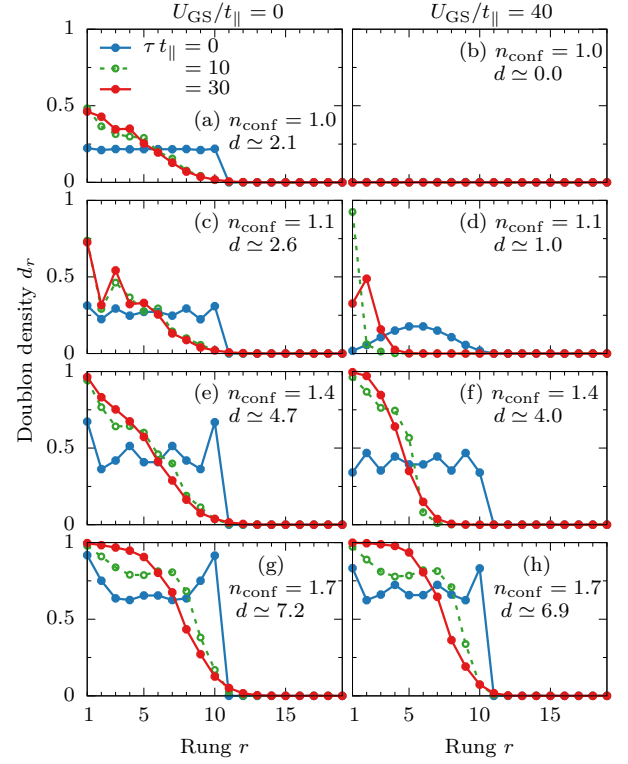 U_GS/t_∥ = 0
U_GS/t_∥ = 40
τ t_∥ = 0
= 10
= 30
(a) n_conf = 1.0
d ≃ 2.1
(b) n_conf = 1.0
d ≃ 0.0
1
0.5
0
(c) n_conf = 1.1
d ≃ 2.6
(d) n_conf = 1.1
d ≃ 1.0
1
0.5
0
Doublon density d_r
(e) n_conf = 1.4
d ≃ 4.7
(f) n_conf = 1.4
d ≃ 4.0
1
0.5
0
(g)
n_conf = 1.7
d ≃ 7.2
(h)
n_conf = 1.7
d ≃ 6.9
1
0.5
0
1 5 10 15
1 5 10 15
Rung r
Rung r